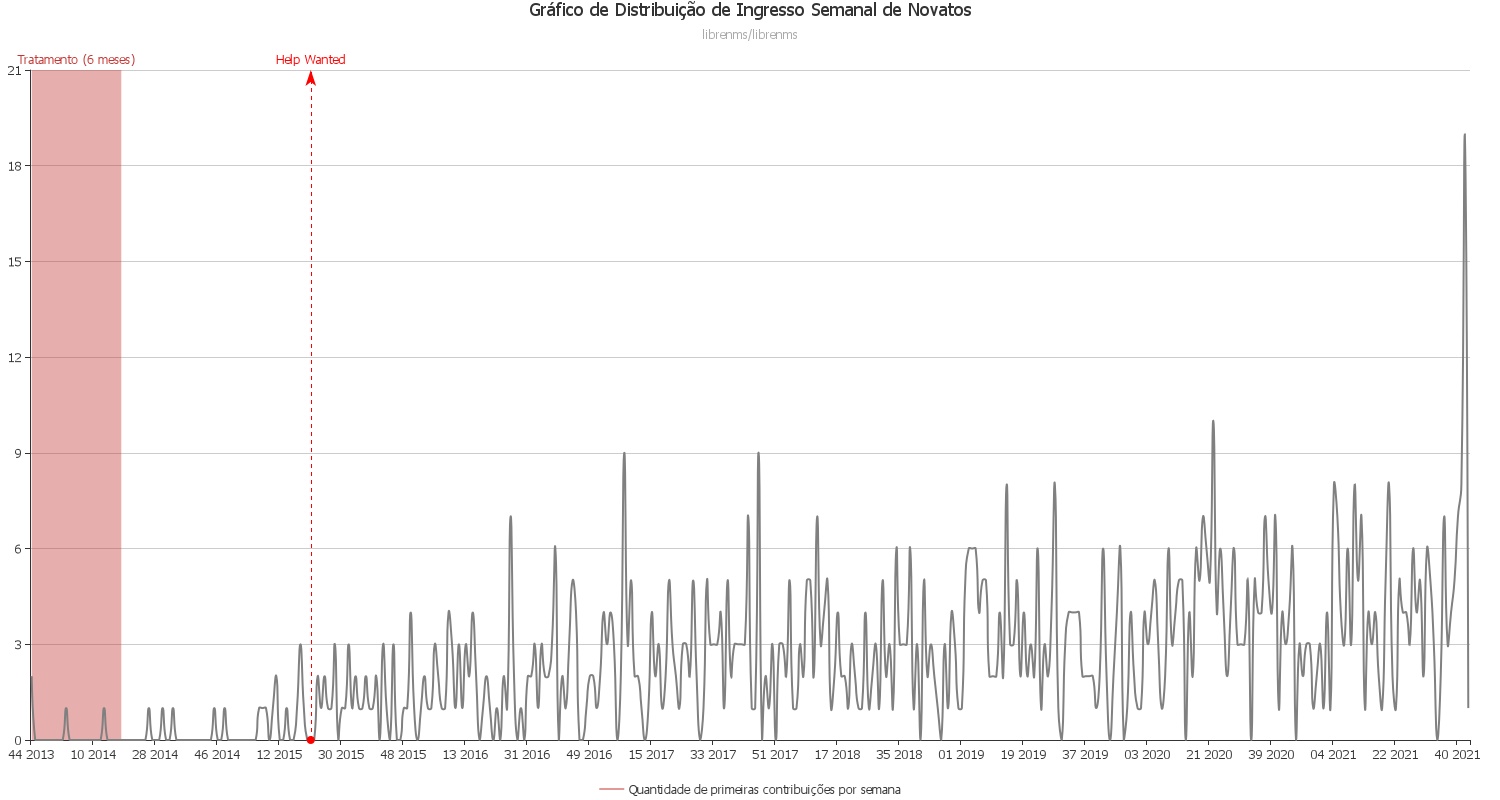 Gráfico de Distribuição de Ingresso Semanal de Novatos
librenms/librenms
Tratamento (6 meses)
Help Wanted
21
18
15
12
9
6
3
0
44 2013 10 2014 28 2014 46 2014 12 2015 30 2015 48 2015 13 2016 31 2016 49 2016 15 2017 33 2017 51 2017 17 2018 35 2018 01 2019 19 2019 37 2019 03 2020 21 2020 39 2020 04 2021 22 2021 40 2021
Quantidade de primeiras contribuições por semana